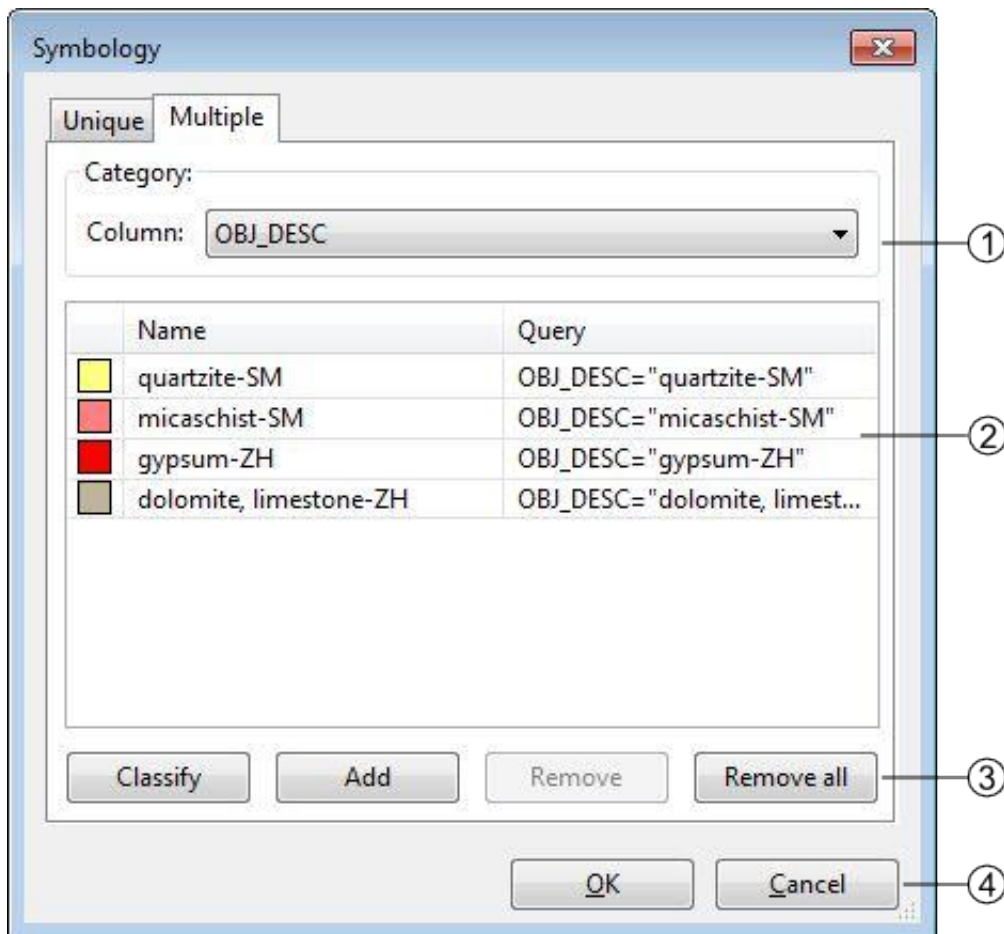 Symbology
Unique Multiple
Category:
Column: OBJ_DESC
①
Name Query
quartzite-SM OBJ_DESC="quartzite-SM"
micaschist-SM OBJ_DESC="micaschist-SM"
②
gypsum-ZH OBJ_DESC="gypsum-ZH"
dolomite, limestone-ZH OBJ_DESC="dolomite, limest...
Classify Add Remove Remove all ③
OK Cancel ④